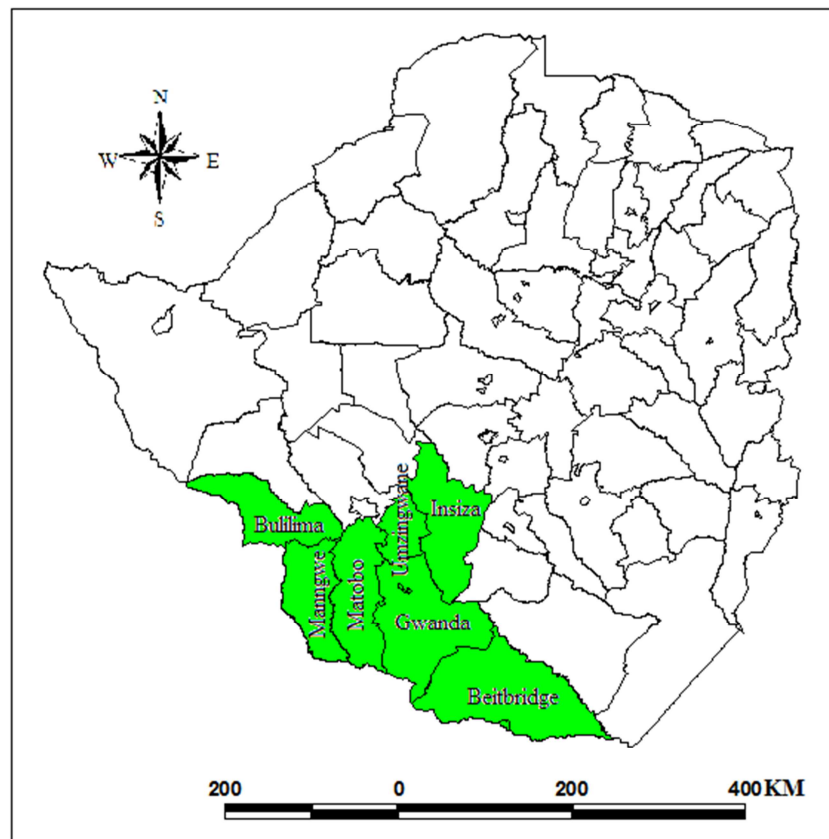 N
W E
S
Bulilima
Mangwe
Matobo
Umzingwane
Insiza
Gwanda
Beitbridge
200 0 200 400 KM